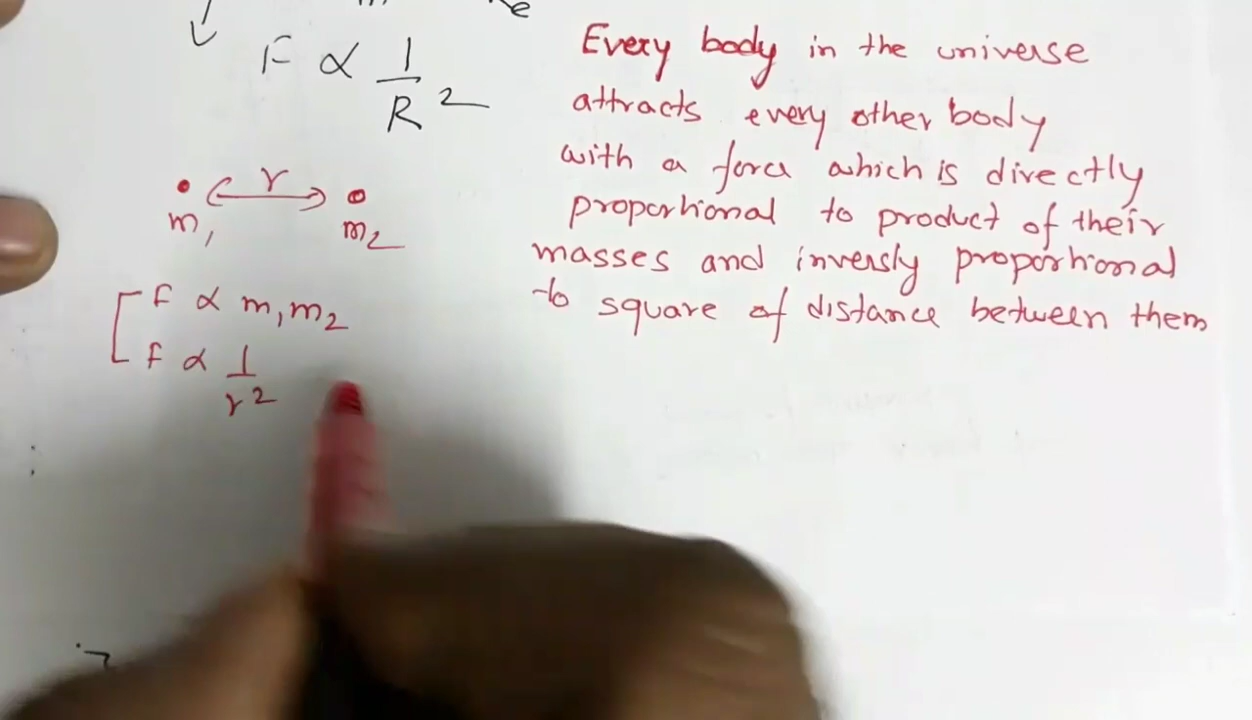 F ∝ 1/R²
r
m₁ m₂
F ∝ m₁m₂
F ∝ 1/r²
Every body in the universe
attracts every other body
with a force which is directly
proportional to product of their
masses and inversly proportional
to square of distance between them